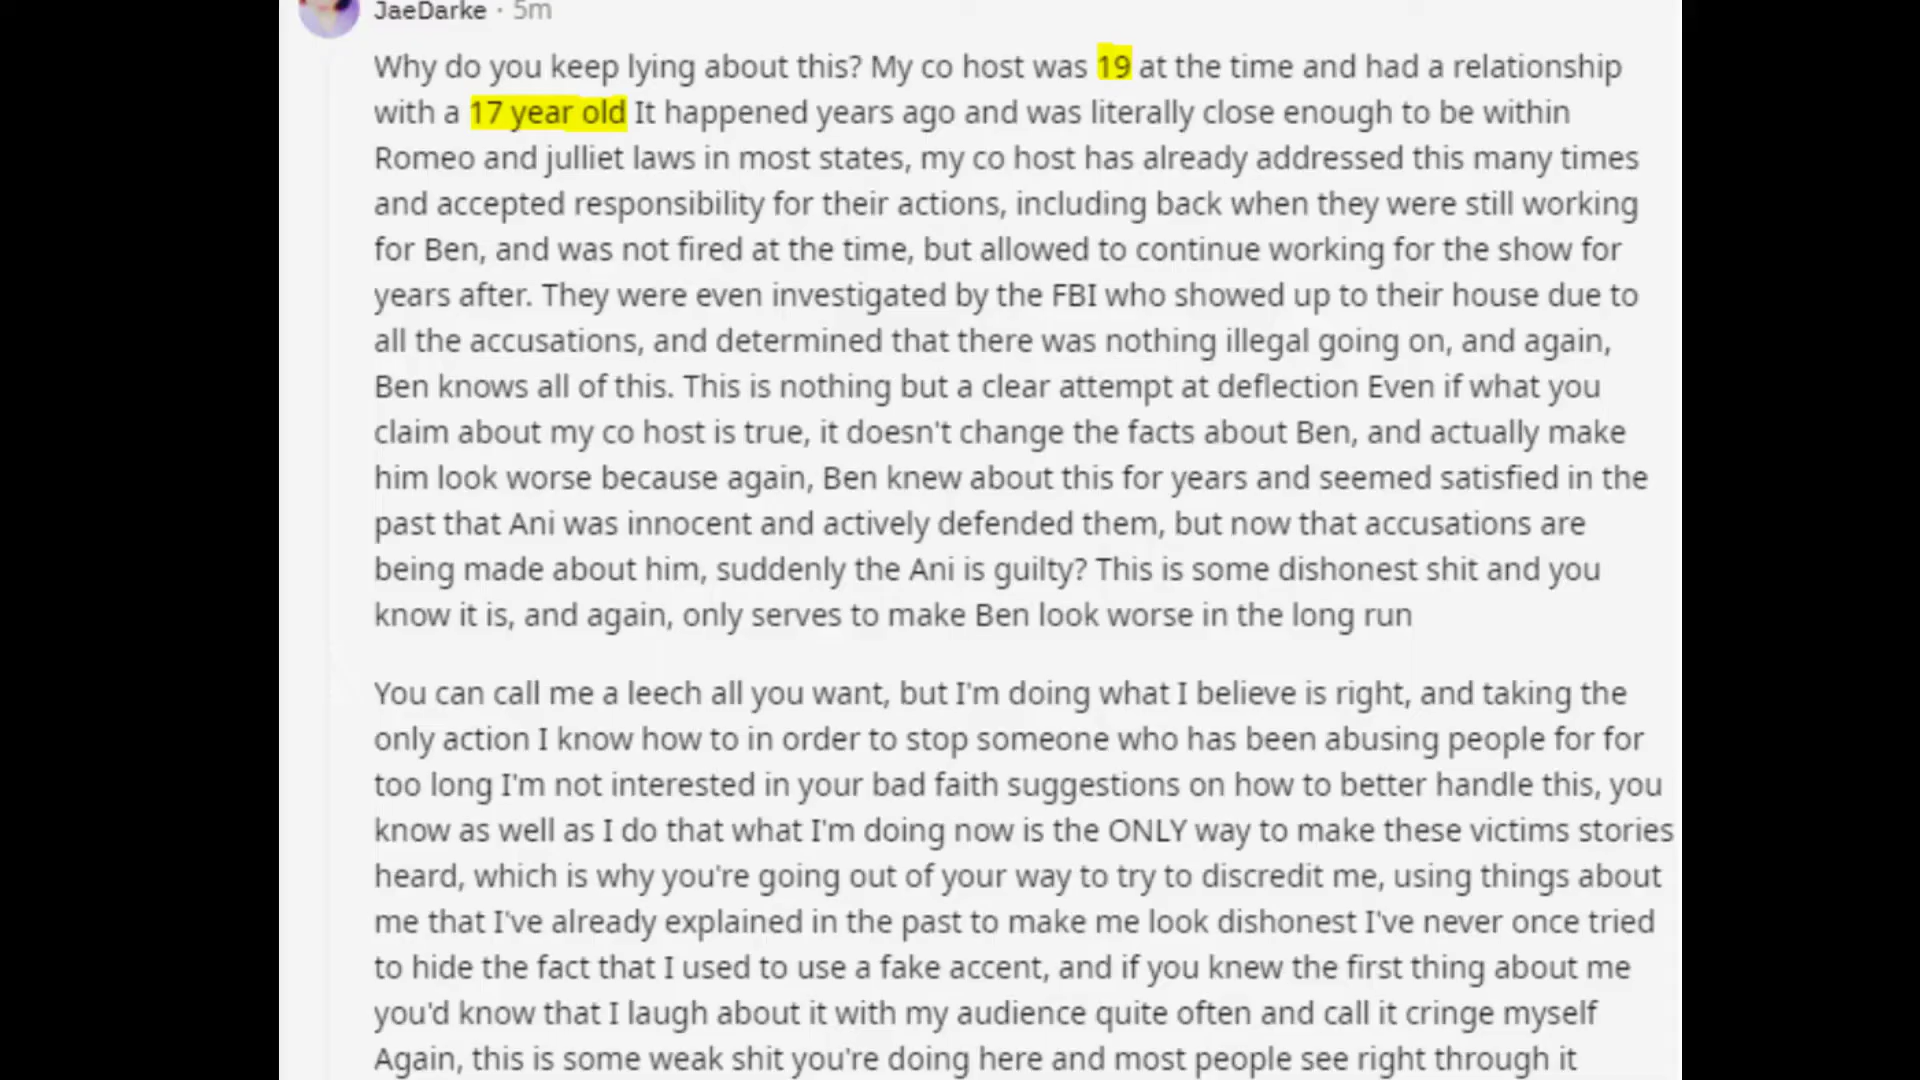 JaeDarke · 5m
Why do you keep lying about this? My co host was 19 at the time and had a relationship
with a 17 year old It happened years ago and was literally close enough to be within
Romeo and julliet laws in most states, my co host has already addressed this many times
and accepted responsibility for their actions, including back when they were still working
for Ben, and was not fired at the time, but allowed to continue working for the show for
years after. They were even investigated by the FBI who showed up to their house due to
all the accusations, and determined that there was nothing illegal going on, and again,
Ben knows all of this. This is nothing but a clear attempt at deflection Even if what you
claim about my co host is true, it doesn't change the facts about Ben, and actually make
him look worse because again, Ben knew about this for years and seemed satisfied in the
past that Ani was innocent and actively defended them, but now that accusations are
being made about him, suddenly the Ani is guilty? This is some dishonest shit and you
know it is, and again, only serves to make Ben look worse in the long run
You can call me a leech all you want, but I'm doing what I believe is right, and taking the
only action I know how to in order to stop someone who has been abusing people for for
too long I'm not interested in your bad faith suggestions on how to better handle this, you
know as well as I do that what I'm doing now is the ONLY way to make these victims stories
heard, which is why you're going out of your way to try to discredit me, using things about
me that I've already explained in the past to make me look dishonest I've never once tried
to hide the fact that I used to use a fake accent, and if you knew the first thing about me
you'd know that I laugh about it with my audience quite often and call it cringe myself
Again, this is some weak shit you're doing here and most people see right through it